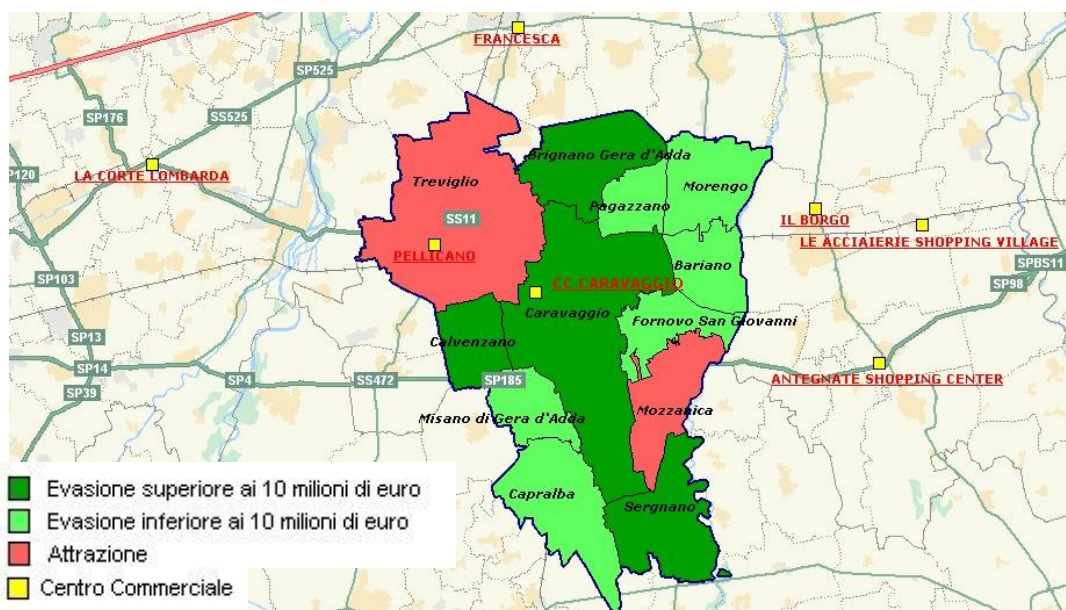 FRANCESCA
SP525
SP525
SP176
SS525
Brignano Gera d'Adda
SP120
LA CORTE LOMBARDA
Treviglio
Morengo
Pagazzano
SS11
IL BORGO
LE ACCIAIERIE SHOPPING VILLAGE
PELLICANO
Bariano
SPBS11
SP103
CC CARAVAGGIO
SP98
Caravaggio
Fornovo San Giovanni
SP13
Calvenzano
SP14
SP4
SS472
SP185
ANTEGNATE SHOPPING CENTER
SP39
Misano di Gera d'Adda
Mozzanica
Evasione superiore ai 10 milioni di euro
Capralba
Sergnano
Evasione inferiore ai 10 milioni di euro
Attrazione
Centro Commerciale